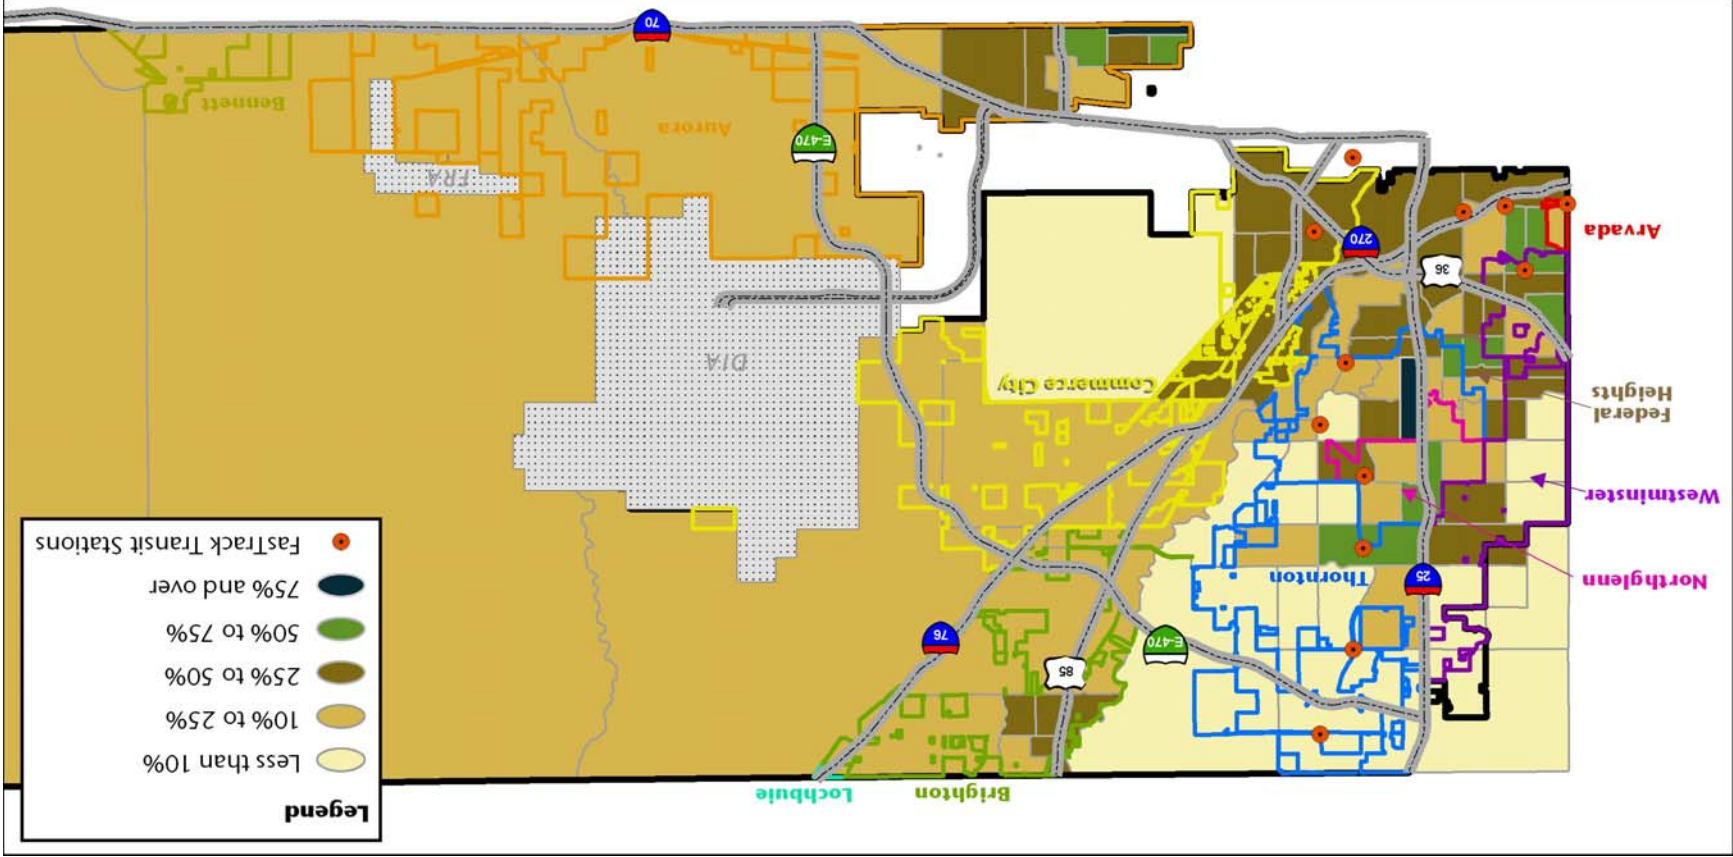 Lochbuie
Brighton
Legend
Less than 10%
10% to 25%
25% to 50%
50% to 75%
75% and over
FasTrack Transit Stations
85
E-470
76
25
Thornton
Northglenn
Westminster
Federal
Heights
Commerce City
DIA
36
270
Arvada
FRA
E-470
Aurora
Bennett
70